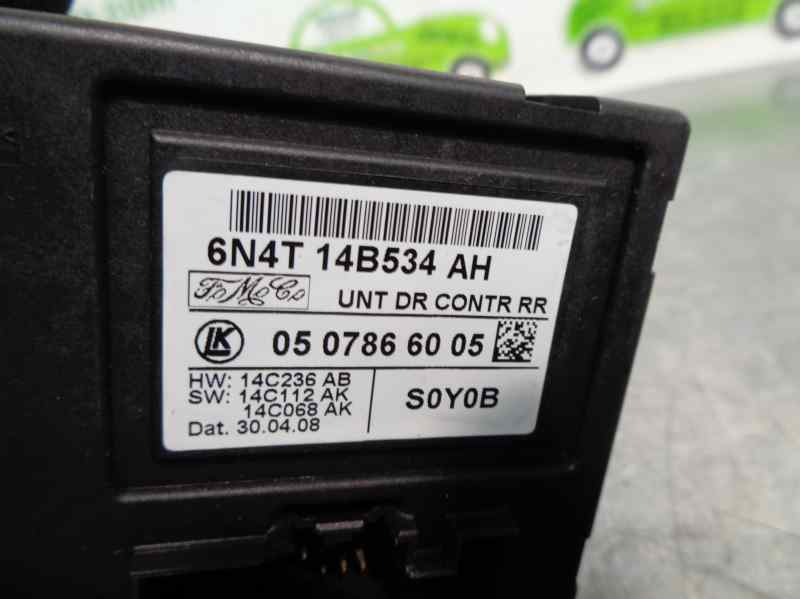 6N4T 14B534 AH
FoMoCo
UNT DR CONTR RR
LK
05 0786 60 05
HW: 14C236 AB
SW: 14C112 AK
14C068 AK
S0Y0B
Dat. 30.04.08